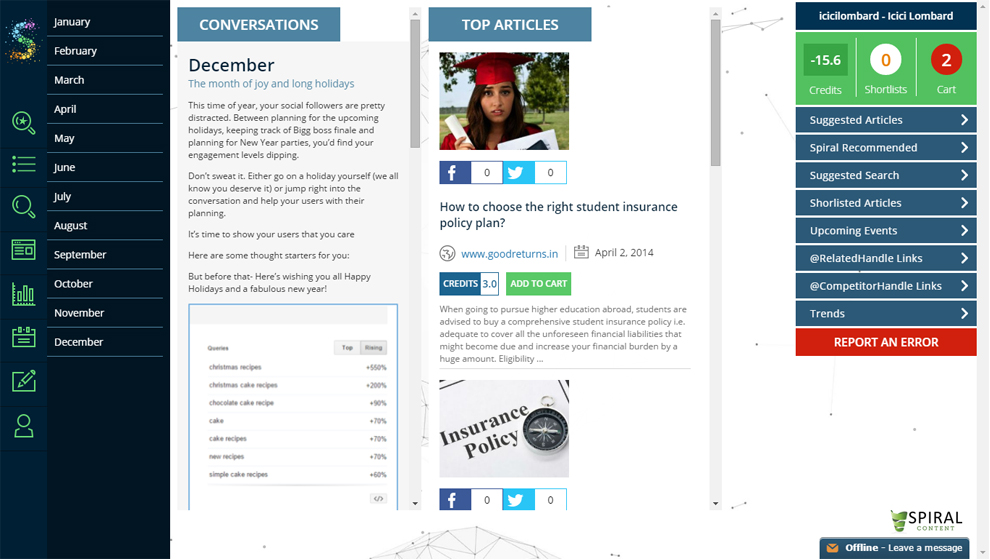 January
February
March
April
May
June
July
August
September
October
November
December
CONVERSATIONS
December
The month of joy and long holidays
This time of year, your social followers are pretty
distracted. Between planning for the upcoming
holidays, keeping track of Bigg boss finale and
planning for New Year parties, you'd find your
engagement levels dipping.
Don't sweat it. Either go on a holiday yourself (we all
know you deserve it) or jump right into the
conversation and help your users with their
planning.
It's time to show your users that you care
Here are some thought starters for you:
But before that- Here's wishing you all Happy
Holidays and a fabulous new year!
Queries Top Rising
christmas recipes +550%
christmas cake recipes +200%
chocolate cake recipe +90%
cake +70%
cake recipes +70%
new recipes +70%
simple cake recipes +60%
</>
TOP ARTICLES
f 0 0
How to choose the right student insurance
policy plan?
www.goodreturns.in April 2, 2014
CREDITS 3.0 ADD TO CART
When going to pursue higher education abroad, students are
advised to buy a comprehensive student insurance policy i.e.
adequate to cover all the unforeseen financial liabilities that
might become due and increase your financial burden by a
huge amount. Eligibility ...
Insurance
Policy
f 0 0
icicilombard - Icici Lombard
-15.6 0 2
Credits Shortlists Cart
Suggested Articles
Spiral Recommended
Suggested Search
Shorlisted Articles
Upcoming Events
@RelatedHandle Links
@CompetitorHandle Links
Trends
REPORT AN ERROR
SPIRAL
CONTENT
Offline - Leave a message